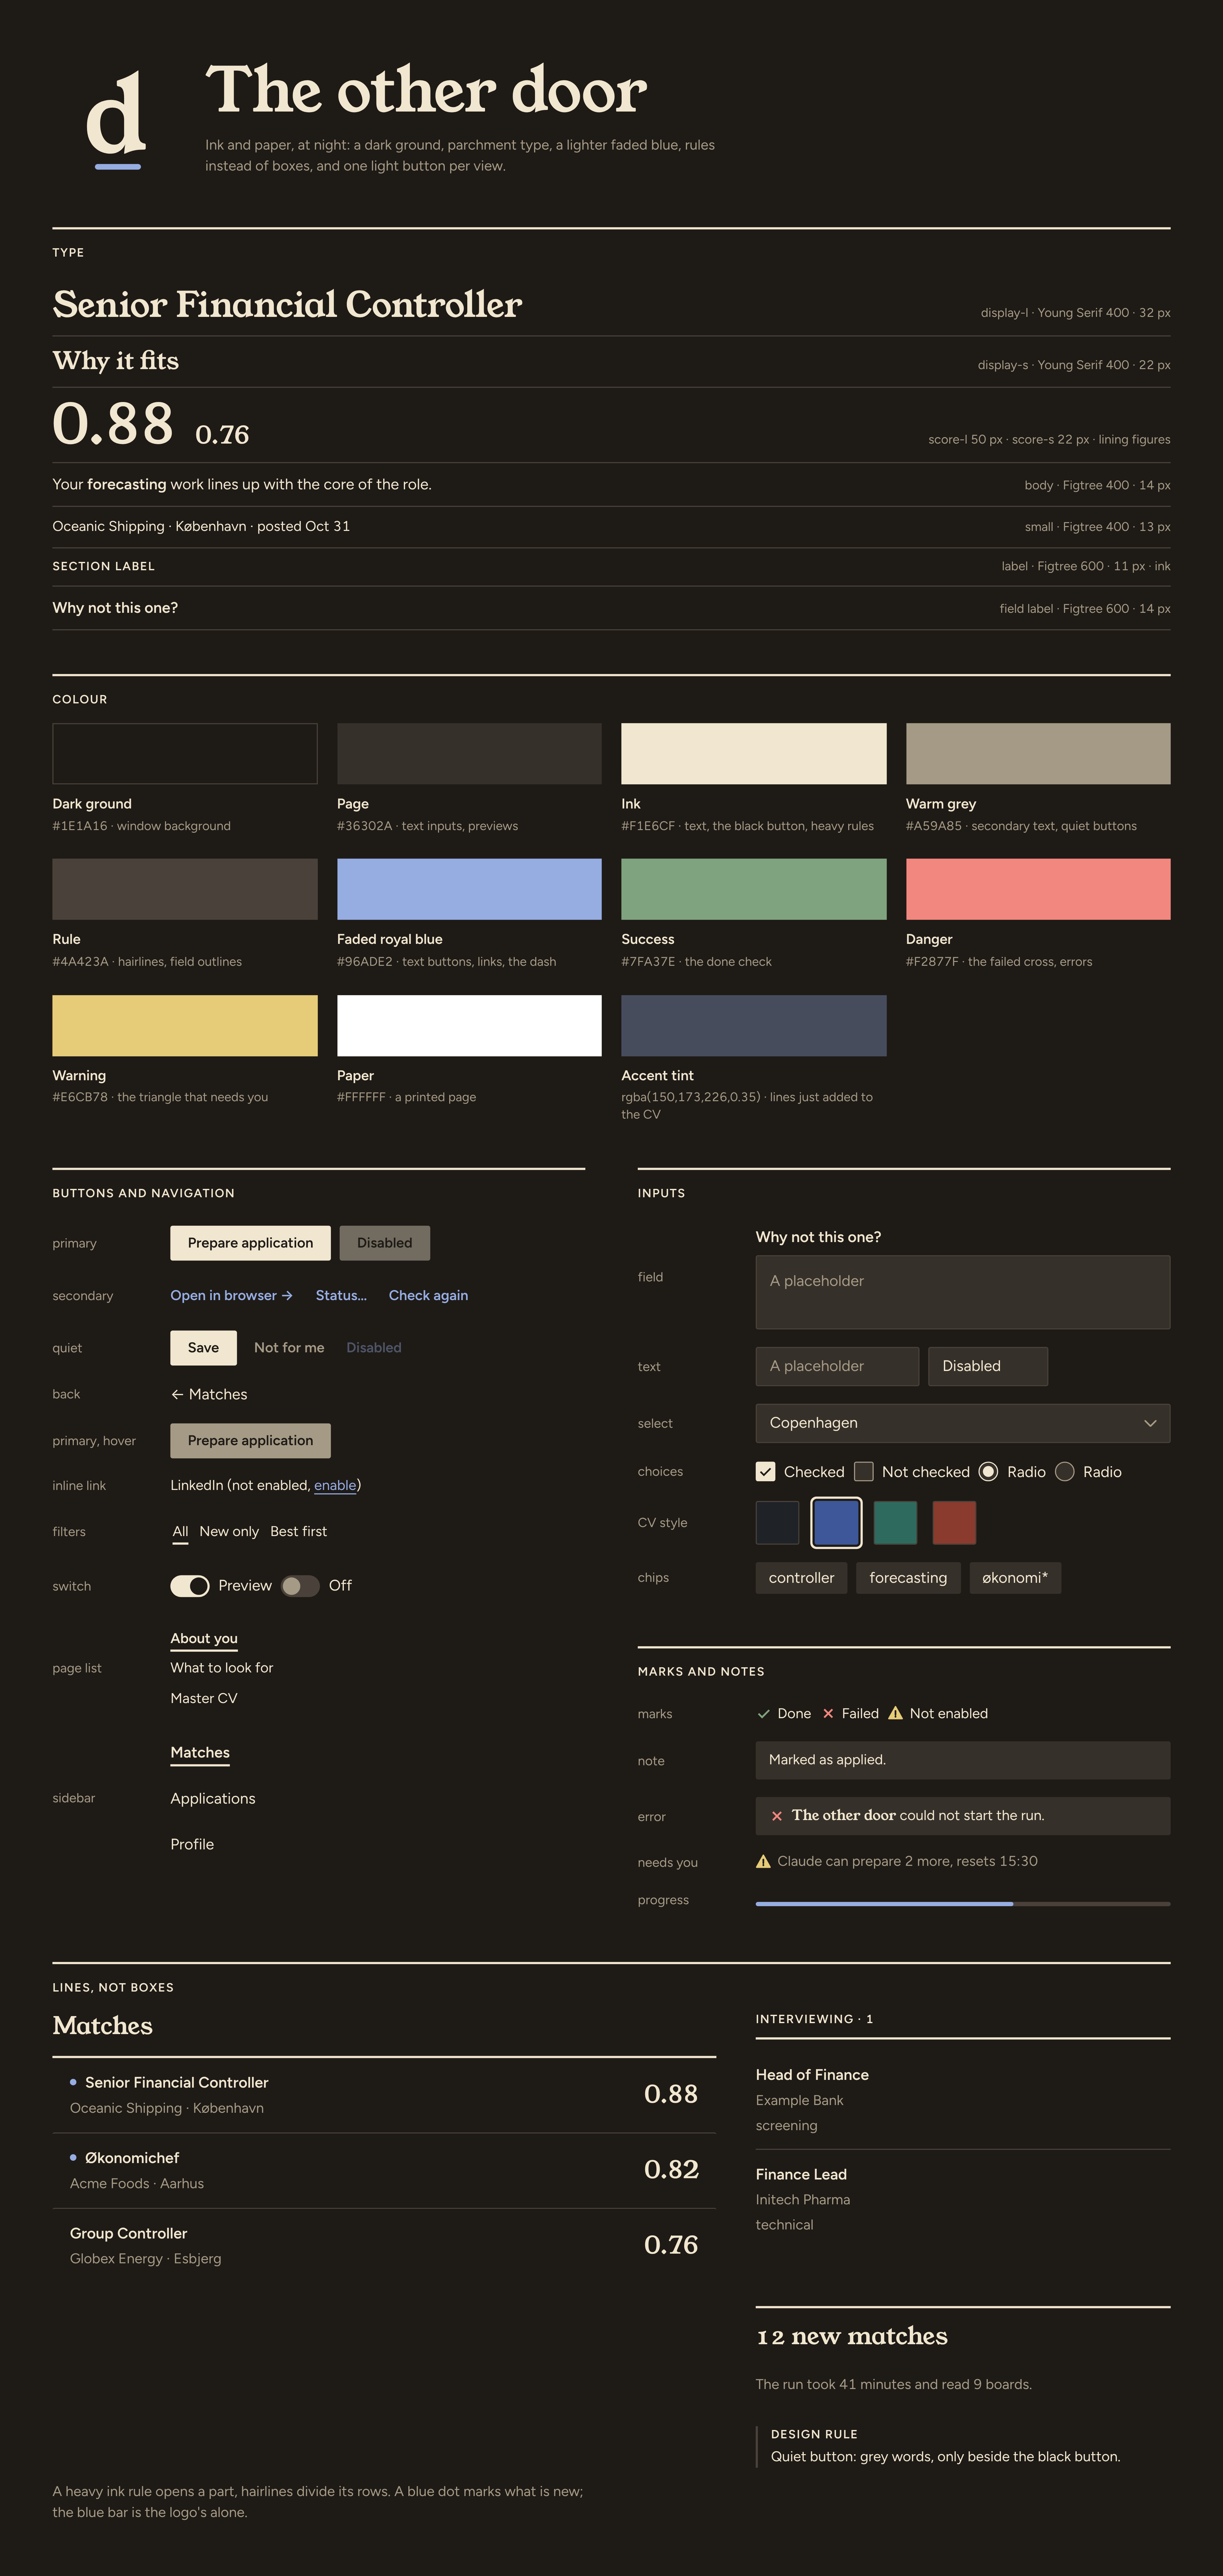 d
The other door
Ink and paper, at night: a dark ground, parchment type, a lighter faded blue, rules
instead of boxes, and one light button per view.
TYPE
Senior Financial Controller
display-l · Young Serif 400 · 32 px
Why it fits
display-s · Young Serif 400 · 22 px
0.88 0.76
score-l 50 px · score-s 22 px · lining figures
Your forecasting work lines up with the core of the role.
body · Figtree 400 · 14 px
Oceanic Shipping · København · posted Oct 31
small · Figtree 400 · 13 px
SECTION LABEL
label · Figtree 600 · 11 px · ink
Why not this one?
field label · Figtree 600 · 14 px
COLOUR
Dark ground
#1E1A16 · window background
Page
#36302A · text inputs, previews
Ink
#F1E6CF · text, the black button, heavy rules
Warm grey
#A59A85 · secondary text, quiet buttons
Rule
#4A423A · hairlines, field outlines
Faded royal blue
#96ADE2 · text buttons, links, the dash
Success
#7FA37E · the done check
Danger
#F2877F · the failed cross, errors
Warning
#E6CB78 · the triangle that needs you
Paper
#FFFFFF · a printed page
Accent tint
rgba(150,173,226,0.35) · lines just added to
the CV
BUTTONS AND NAVIGATION
primary
Prepare application
Disabled
secondary
Open in browser →
Status...
Check again
quiet
Save
Not for me
Disabled
back
← Matches
primary, hover
Prepare application
inline link
LinkedIn (not enabled, enable)
filters
All New only Best first
switch
Preview
Off
page list
About you
What to look for
Master CV
sidebar
Matches
Applications
Profile
INPUTS
field
Why not this one?
A placeholder
text
A placeholder
Disabled
select
Copenhagen
choices
Checked
Not checked
Radio
Radio
CV style
chips
controller
forecasting
økonomi*
MARKS AND NOTES
marks
Done
Failed
Not enabled
note
Marked as applied.
error
The other door could not start the run.
needs you
Claude can prepare 2 more, resets 15:30
progress
LINES, NOT BOXES
Matches
Senior Financial Controller
Oceanic Shipping · København
0.88
Økonomichef
Acme Foods · Aarhus
0.82
Group Controller
Globex Energy · Esbjerg
0.76
INTERVIEWING · 1
Head of Finance
Example Bank
screening
Finance Lead
Initech Pharma
technical
12 new matches
The run took 41 minutes and read 9 boards.
DESIGN RULE
Quiet button: grey words, only beside the black button.
A heavy ink rule opens a part, hairlines divide its rows. A blue dot marks what is new;
the blue bar is the logo's alone.